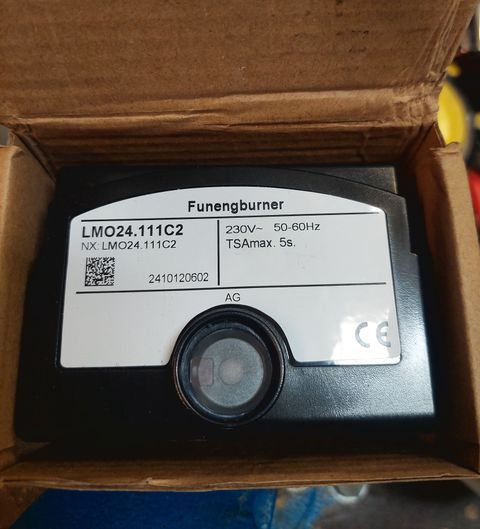 Funengburner
LMO24.111C2
NX: LMO24.111C2
2410120602
230V~ 50-60Hz
TSAmax. 5s.
AG
CE